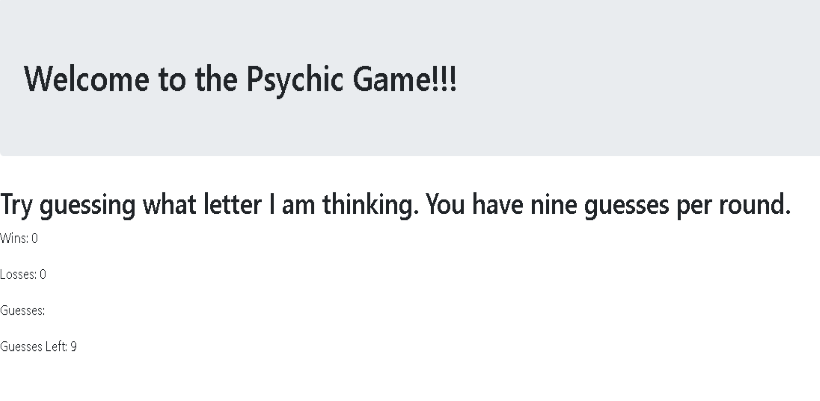 Welcome to the Psychic Game!!!
Try guessing what letter I am thinking. You have nine guesses per round.
Wins: 0
Losses: 0
Guesses:
Guesses Left: 9